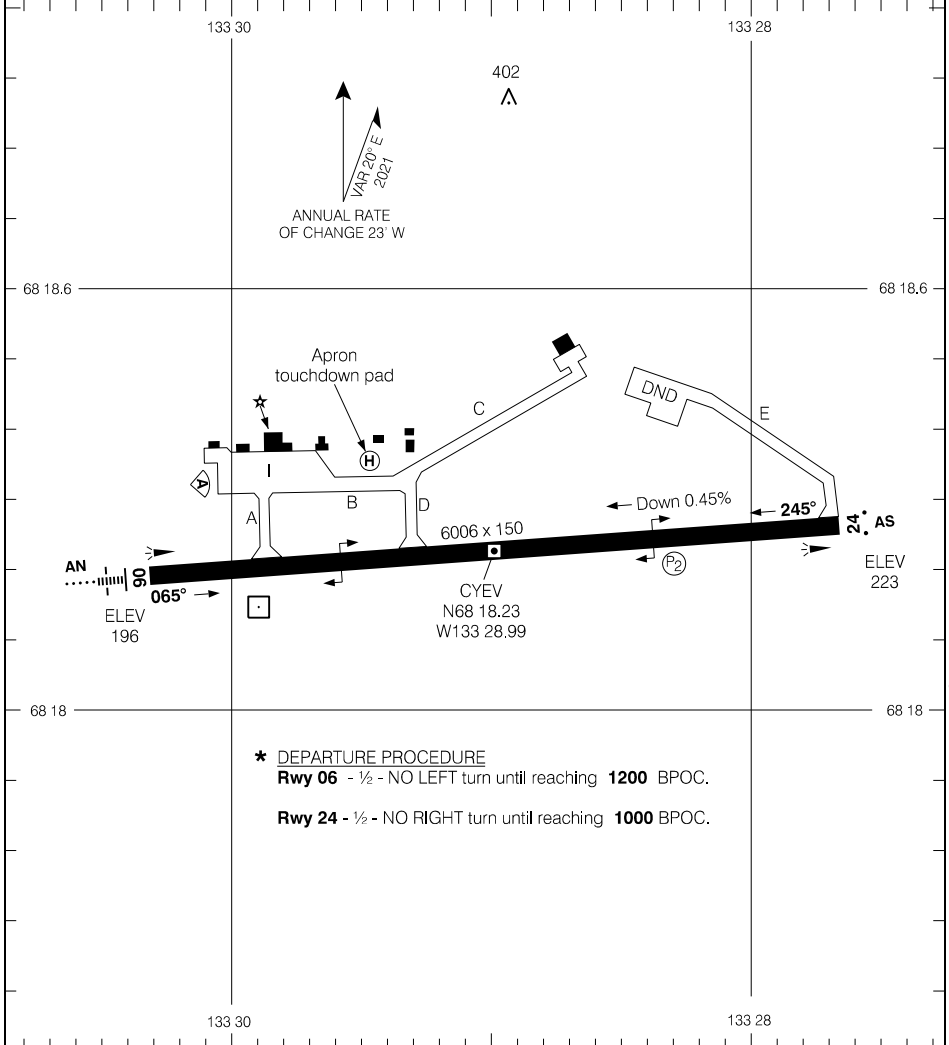 133 30
133 28
402
VAR 20° E
2021
ANNUAL RATE
OF CHANGE 23' W
68 18.6
68 18.6
Apron
touchdown pad
C
DND
E
H
I
A
B
D
A
Down 0.45%
245°
6006 x 150
24
AS
AN
06
065°
P2
ELEV
223
CYEV
N68 18.23
W133 28.99
ELEV
196
68 18
68 18
* DEPARTURE PROCEDURE
Rwy 06 - ½ - NO LEFT turn until reaching 1200 BPOC.
Rwy 24 - ½ - NO RIGHT turn until reaching 1000 BPOC.
133 30
133 28